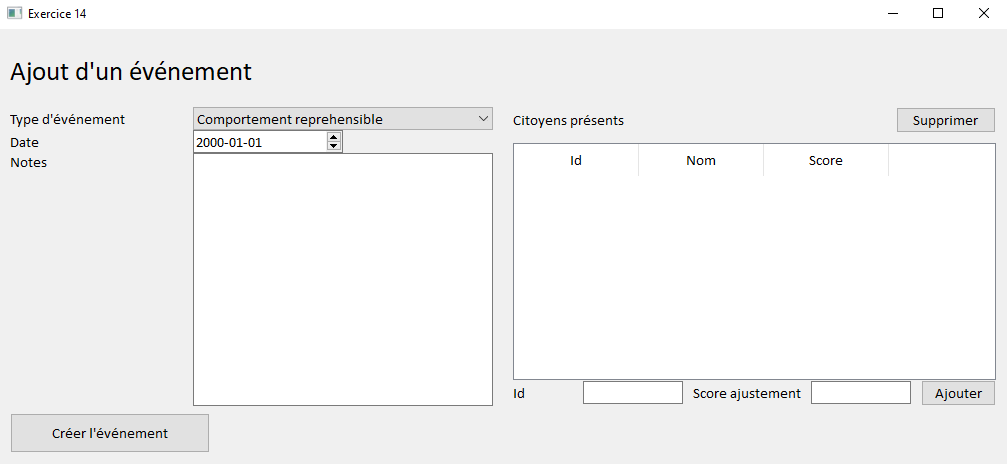 Exercice 14
Ajout d'un événement
Type d'événement
Comportement reprehensible
Date
2000-01-01
Notes
Citoyens présents
Supprimer
Id Nom Score
Id
Score ajustement
Ajouter
Créer l'événement